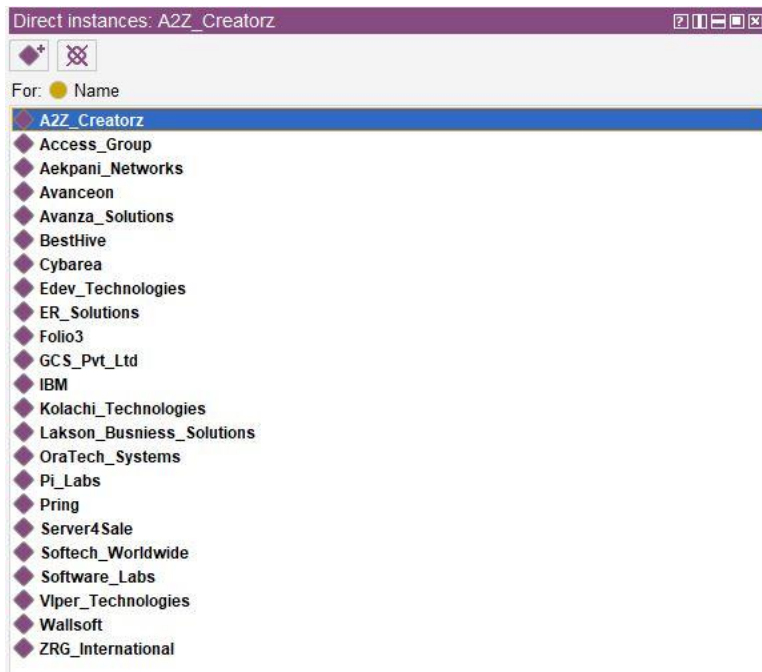 Direct instances: A2Z_Creatorz
For: Name
A2Z_Creatorz
Access_Group
Aekpani_Networks
Avanceon
Avanza_Solutions
BestHive
Cybarea
Edev_Technologies
ER_Solutions
Folio3
GCS_Pvt_Ltd
IBM
Kolachi_Technologies
Lakson_Busniess_Solutions
OraTech_Systems
Pi_Labs
Pring
Server4Sale
Softech_Worldwide
Software_Labs
VIper_Technologies
Wallsoft
ZRG_International